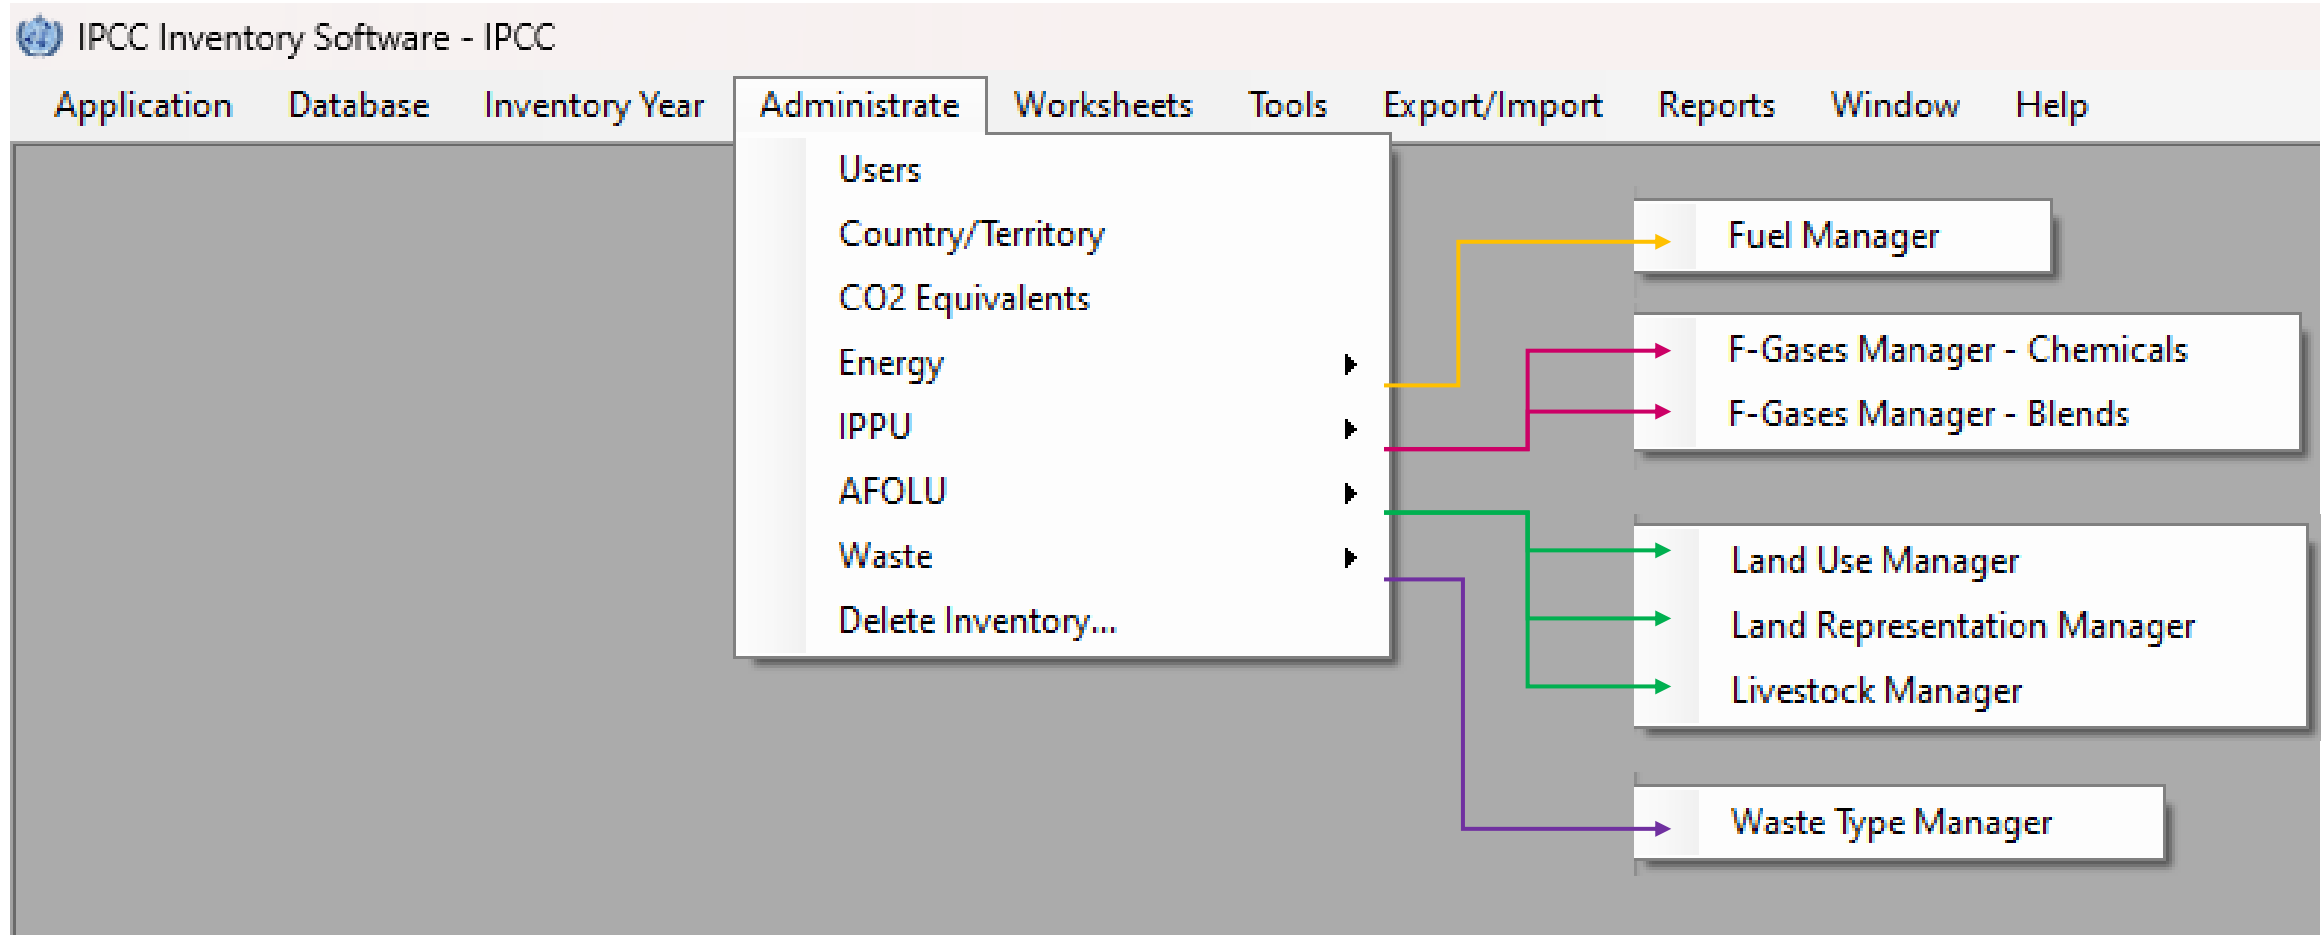 IPCC Inventory Software - IPCC
Application Database Inventory Year Administrate Worksheets Tools Export/Import Reports Window Help
Users
Country/Territory
CO2 Equivalents
Energy
IPPU
AFOLU
Waste
Delete Inventory...
Fuel Manager
F-Gases Manager - Chemicals
F-Gases Manager - Blends
Land Use Manager
Land Representation Manager
Livestock Manager
Waste Type Manager